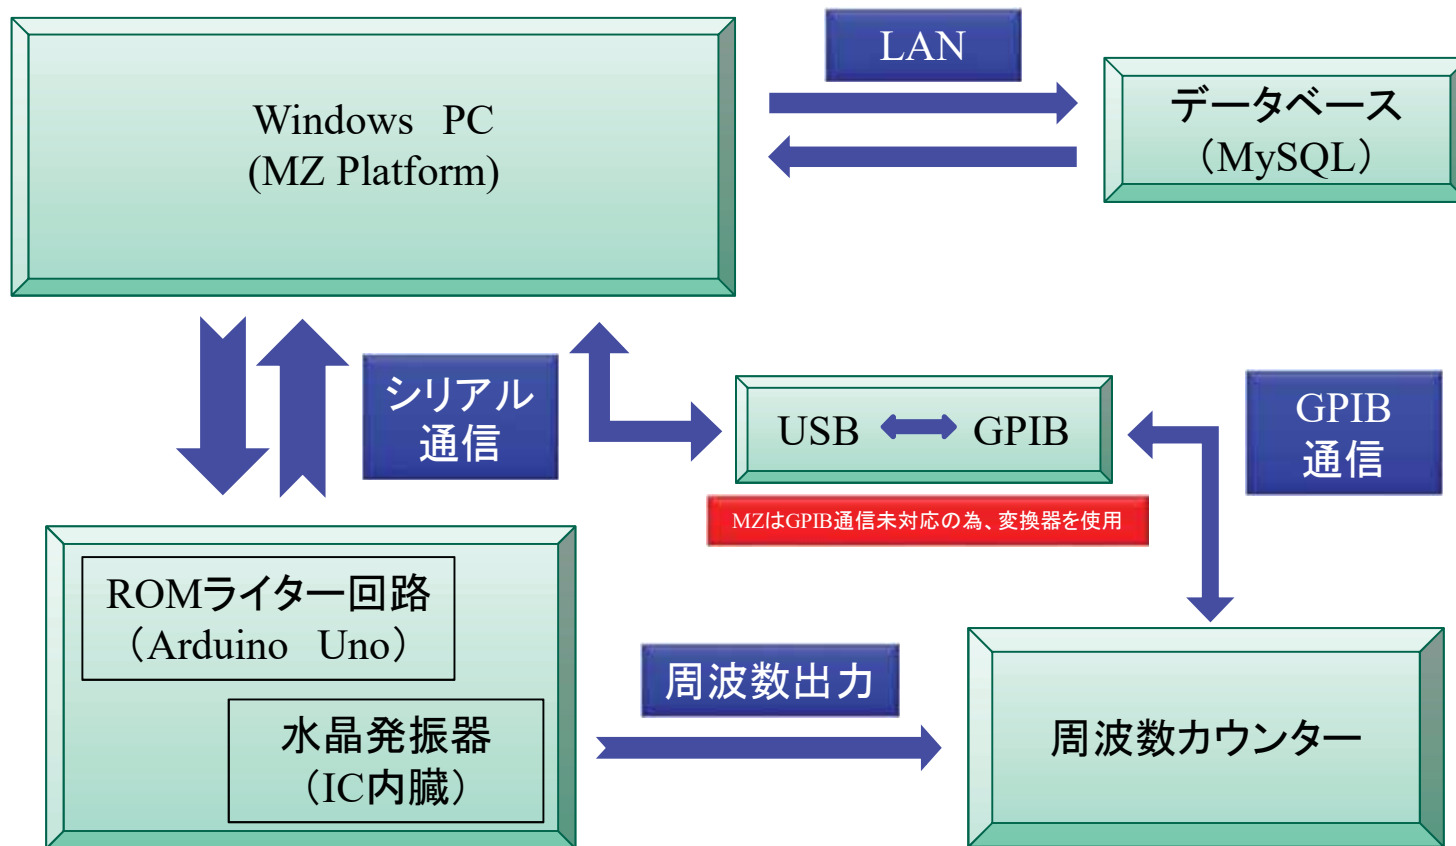 LAN
Windows PC
(MZ Platform)
データベース
（MySQL）
シリアル
通信
USB GPIB
GPIB
通信
MZはGPIB通信未対応の為、変換器を使用
ROMライター回路
（Arduino Uno）
周波数出力
水晶発振器
（IC内臓）
周波数カウンター